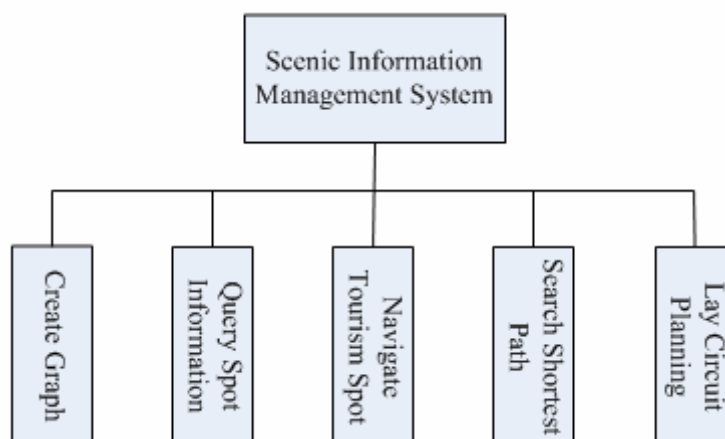 Scenic Information
Management System
Create Graph
Query Spot
Information
Navigate
Tourism Spot
Search Shortest
Path
Lay Circuit
Planning